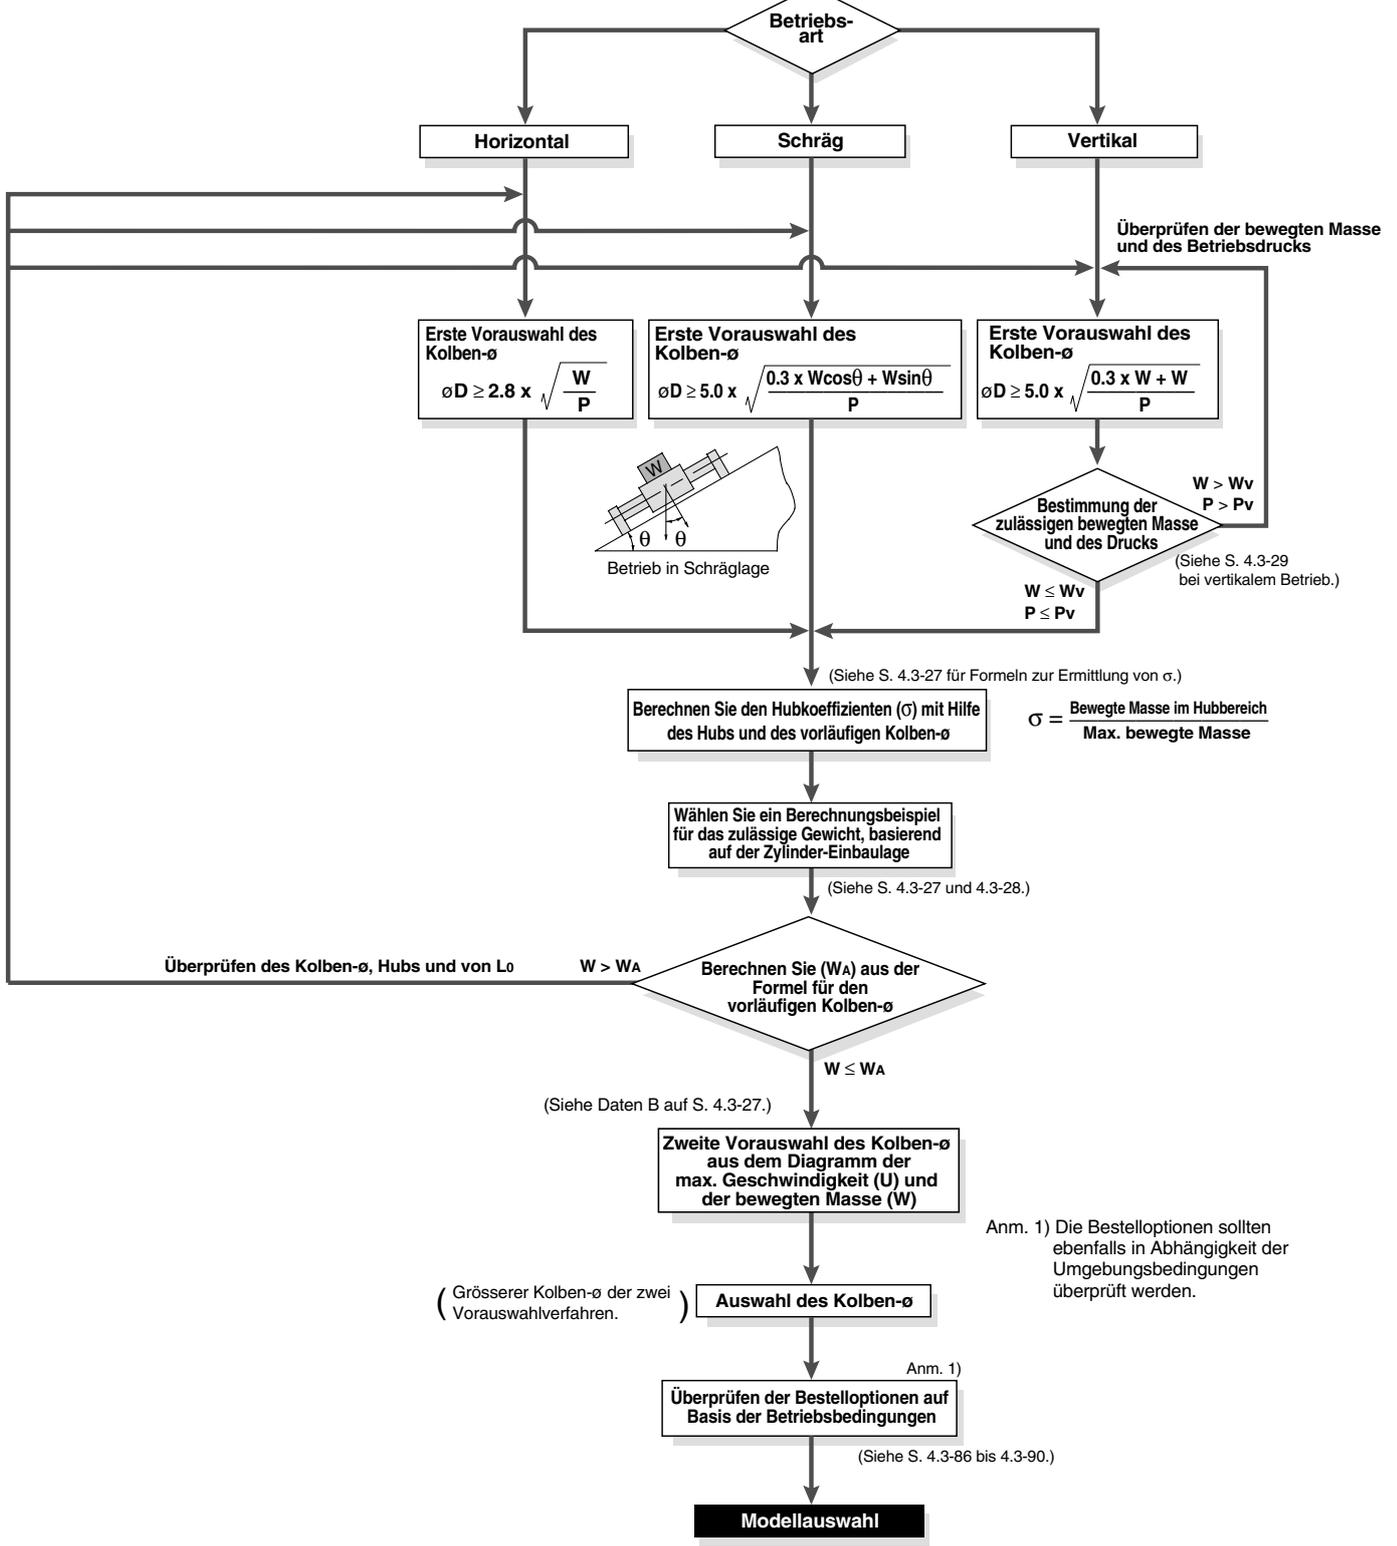 Betriebs-
art
Horizontal
Schräg
Vertikal
Überprüfen der bewegten Masse
und des Betriebsdrucks
Erste Vorauswahl des
Kolben-ø
øD ≥ 2.8 x √ W
P
Erste Vorauswahl des
Kolben-ø
øD ≥ 5.0 x √ 0.3 x Wcosθ + Wsinθ
P
Erste Vorauswahl des
Kolben-ø
øD ≥ 5.0 x √ 0.3 x W + W
P
W
θ θ
Betrieb in Schräglage
Bestimmung der
zulässigen bewegten Masse
und des Drucks
W > Wv
P > Pv
(Siehe S. 4.3-29
bei vertikalem Betrieb.)
W ≤ Wv
P ≤ Pv
(Siehe S. 4.3-27 für Formeln zur Ermittlung von σ.)
Berechnen Sie den Hubkoeffizienten (σ) mit Hilfe
des Hubs und des vorläufigen Kolben-ø
σ = Bewegte Masse im Hubbereich
Max. bewegte Masse
Wählen Sie ein Berechnungsbeispiel
für das zulässige Gewicht, basierend
auf der Zylinder-Einbaulage
(Siehe S. 4.3-27 und 4.3-28.)
Überprüfen des Kolben-ø, Hubs und von L0
W > WA
Berechnen Sie (WA) aus der
Formel für den
vorläufigen Kolben-ø
W ≤ WA
(Siehe Daten B auf S. 4.3-27.)
Zweite Vorauswahl des Kolben-ø
aus dem Diagramm der
max. Geschwindigkeit (U) und
der bewegten Masse (W)
Anm. 1) Die Bestelloptionen sollten
ebenfalls in Abhängigkeit der
Umgebungsbedingungen
überprüft werden.
( Grösserer Kolben-ø der zwei
Vorauswahlverfahren. )
Auswahl des Kolben-ø
Anm. 1)
Überprüfen der Bestelloptionen auf
Basis der Betriebsbedingungen
(Siehe S. 4.3-86 bis 4.3-90.)
Modellauswahl